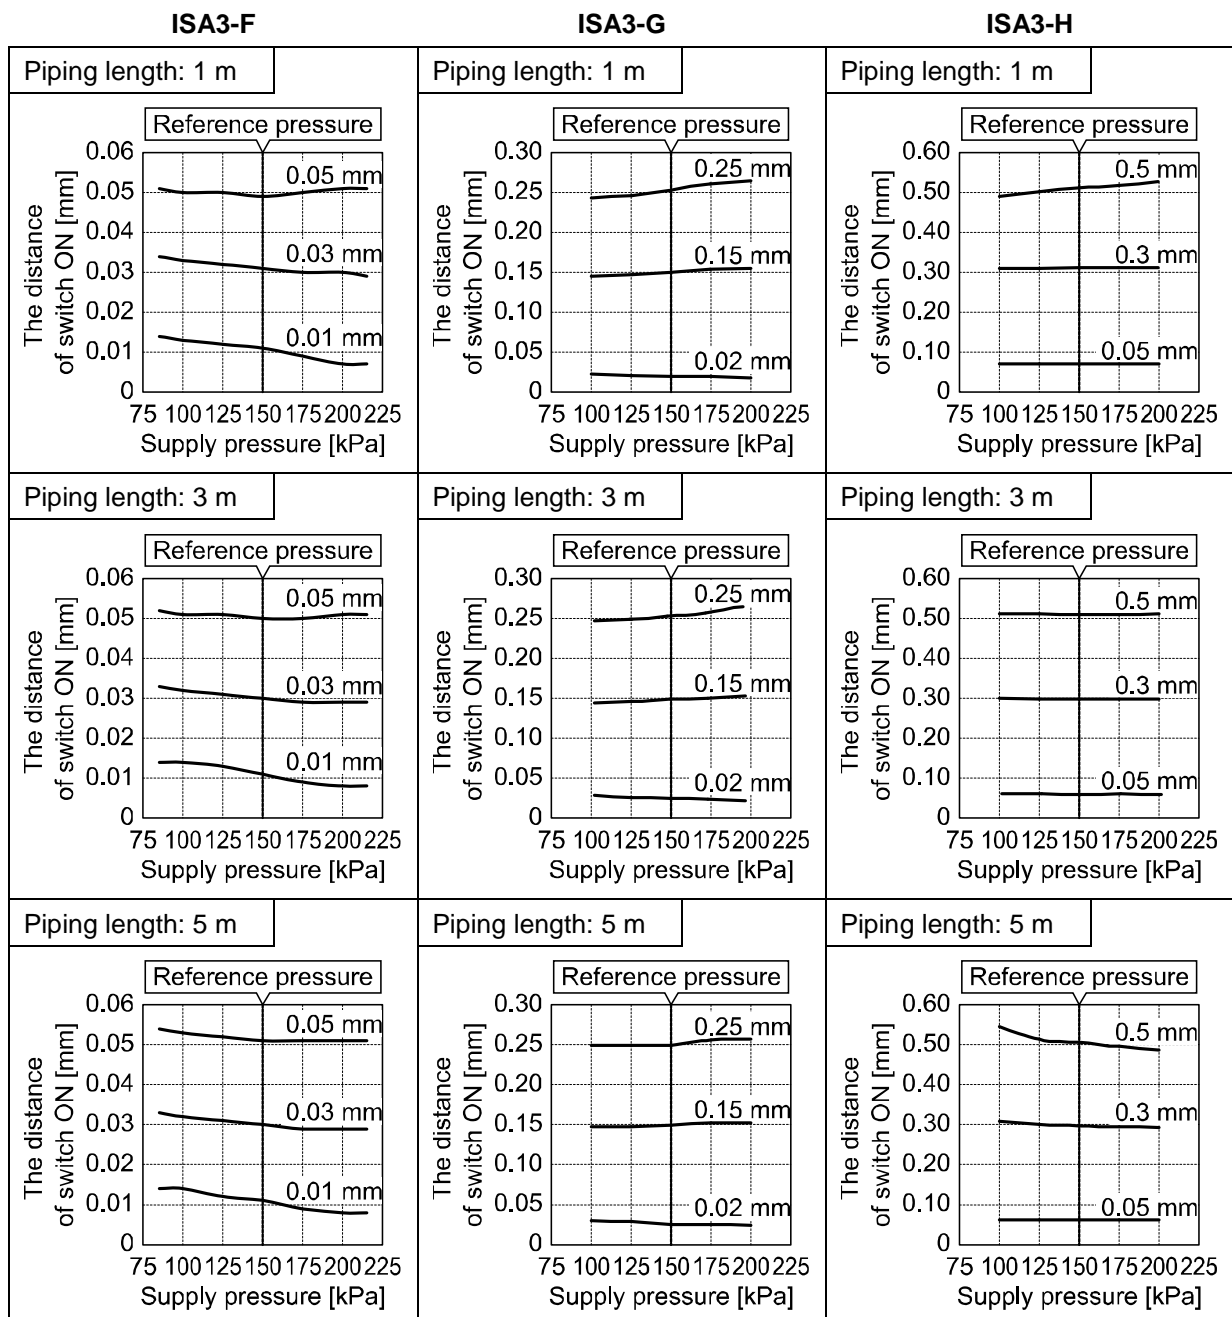 ISA3-F ISA3-G ISA3-H
Piping length: 1 m
Reference pressure
The distance
of switch ON [mm]
0.06
0.05
0.04
0.03
0.02
0.01
0
0.05 mm
0.03 mm
0.01 mm
75 100 125 150 175 200 225
Supply pressure [kPa]
Piping length: 1 m
Reference pressure
The distance
of switch ON [mm]
0.30
0.25
0.20
0.15
0.10
0.05
0
0.25 mm
0.15 mm
0.02 mm
75 100 125 150 175 200 225
Supply pressure [kPa]
Piping length: 1 m
Reference pressure
The distance
of switch ON [mm]
0.60
0.50
0.40
0.30
0.20
0.10
0
0.5 mm
0.3 mm
0.05 mm
75 100 125 150 175 200 225
Supply pressure [kPa]
Piping length: 3 m
Reference pressure
The distance
of switch ON [mm]
0.06
0.05
0.04
0.03
0.02
0.01
0
0.05 mm
0.03 mm
0.01 mm
75 100 125 150 175 200 225
Supply pressure [kPa]
Piping length: 3 m
Reference pressure
The distance
of switch ON [mm]
0.30
0.25
0.20
0.15
0.10
0.05
0
0.25 mm
0.15 mm
0.02 mm
75 100 125 150 175 200 225
Supply pressure [kPa]
Piping length: 3 m
Reference pressure
The distance
of switch ON [mm]
0.60
0.50
0.40
0.30
0.20
0.10
0
0.5 mm
0.3 mm
0.05 mm
75 100 125 150 175 200 225
Supply pressure [kPa]
Piping length: 5 m
Reference pressure
The distance
of switch ON [mm]
0.06
0.05
0.04
0.03
0.02
0.01
0
0.05 mm
0.03 mm
0.01 mm
75 100 125 150 175 200 225
Supply pressure [kPa]
Piping length: 5 m
Reference pressure
The distance
of switch ON [mm]
0.30
0.25
0.20
0.15
0.10
0.05
0
0.25 mm
0.15 mm
0.02 mm
75 100 125 150 175 200 225
Supply pressure [kPa]
Piping length: 5 m
Reference pressure
The distance
of switch ON [mm]
0.60
0.50
0.40
0.30
0.20
0.10
0
0.5 mm
0.3 mm
0.05 mm
75 100 125 150 175 200 225
Supply pressure [kPa]